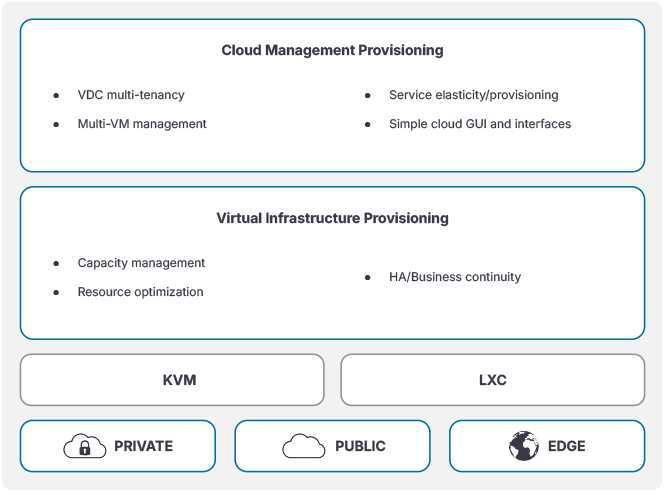 Cloud Management Provisioning
VDC multi-tenancy
Multi-VM management
Service elasticity/provisioning
Simple cloud GUI and interfaces
Virtual Infrastructure Provisioning
Capacity management
Resource optimization
HA/Business continuity
KVM
LXC
PRIVATE
PUBLIC
EDGE